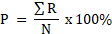 P = ∑ R / N x 100%